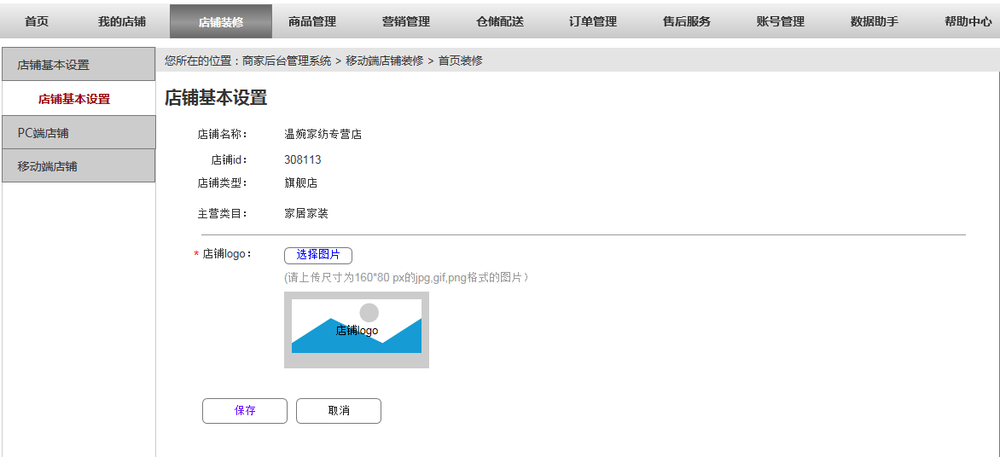 首页 我的店铺 店铺装修 商品管理 营销管理 仓储配送 订单管理 售后服务 账号管理 数据助手 帮助中心
店铺基本设置
店铺基本设置
PC端店铺
移动端店铺
您所在的位置：商家后台管理系统 > 移动端店铺装修 > 首页装修
店铺基本设置
店铺名称： 温婉家纺专营店
店铺id： 308113
店铺类型： 旗舰店
主营类目： 家居家装
* 店铺logo： 选择图片
(请上传尺寸为160*80 px的jpg,gif,png格式的图片）
店铺logo
保存 取消